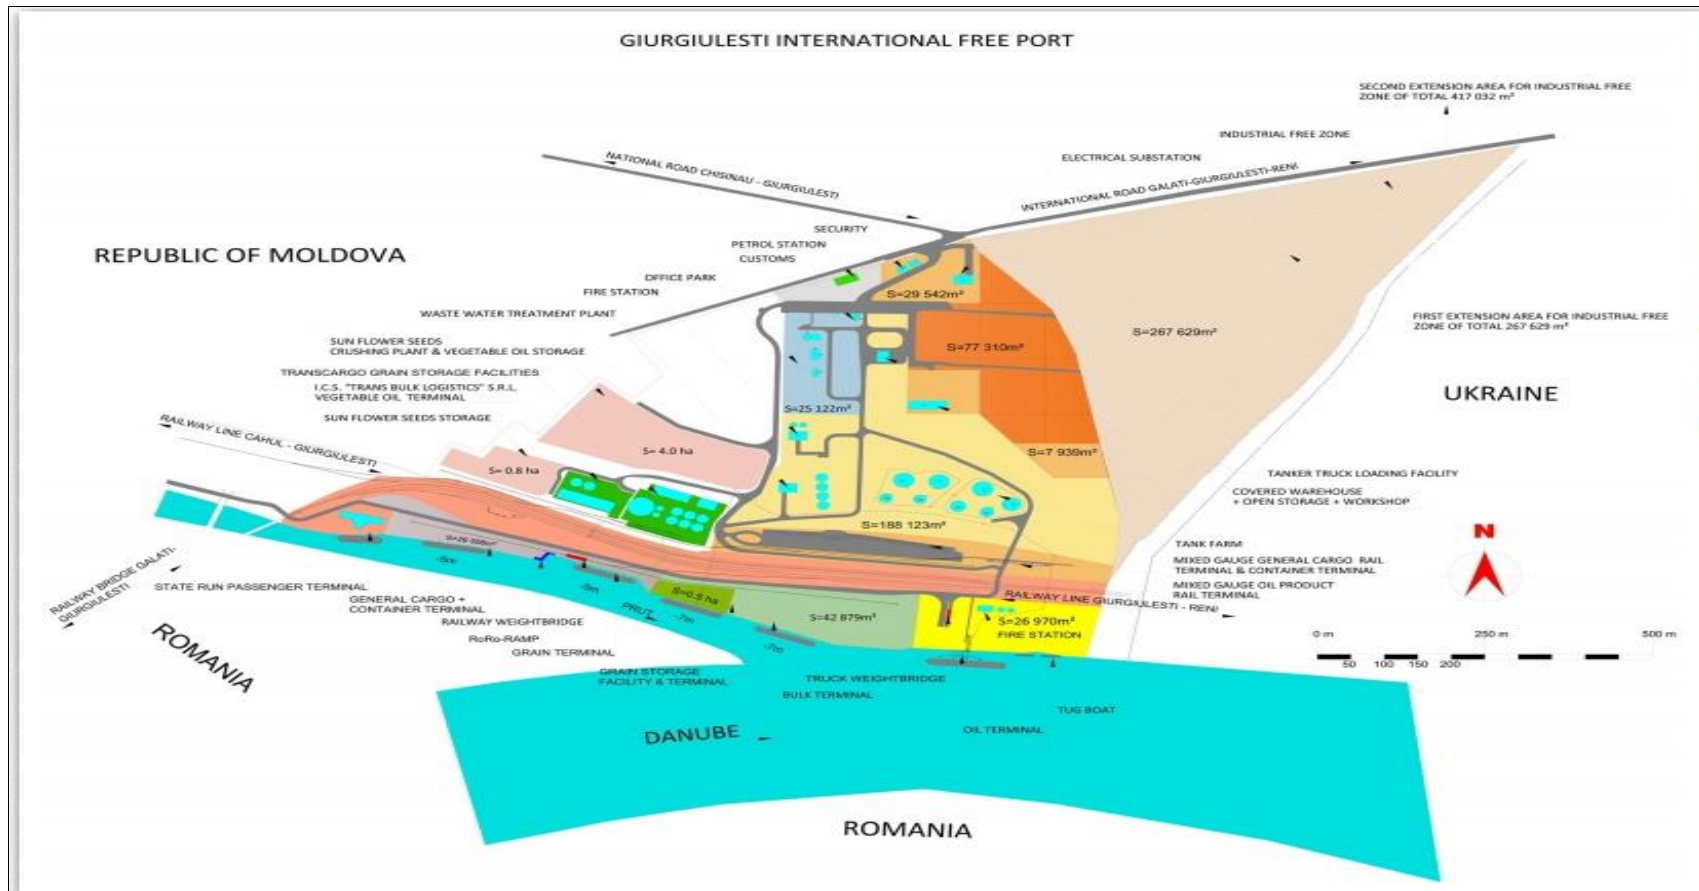 GIURGIULESTI INTERNATIONAL FREE PORT
SECOND EXTENSION AREA FOR INDUSTRIAL FREE
ZONE OF TOTAL 417 032 m²
INDUSTRIAL FREE ZONE
ELECTRICAL SUBSTATION
NATIONAL ROAD CHISINAU - GIURGIULESTI
INTERNATIONAL ROAD GALATI-GIURGIULESTI-RENI
SECURITY
PETROL STATION
CUSTOMS
REPUBLIC OF MOLDOVA
OFFICE PARK
FIRE STATION
S=29 542m²
WASTE WATER TREATMENT PLANT
FIRST EXTENSION AREA FOR INDUSTRIAL FREE
ZONE OF TOTAL 267 629 m²
S=267 629m²
SUN FLOWER SEEDS
CRUSHING PLANT & VEGETABLE OIL STORAGE
S=77 310m²
TRANSCARGO GRAIN STORAGE FACILITIES
I.C.S. "TRANS BULK LOGISTICS" S.R.L.
VEGETABLE OIL TERMINAL
UKRAINE
S=25 122m²
SUN FLOWER SEEDS STORAGE
RAILWAY LINE CAHUL - GIURGIULESTI
S= 4.0 ha
S=7 939m²
S= 0.8 ha
TANKER TRUCK LOADING FACILITY
COVERED WAREHOUSE
+ OPEN STORAGE + WORKSHOP
S=188 123m²
N
TANK FARM
MIXED GAUGE GENERAL CARGO RAIL
TERMINAL & CONTAINER TERMINAL
MIXED GAUGE OIL PRODUCT
RAIL TERMINAL
RAILWAY BRIDGE GALATI-
GIURGIULESTI
STATE RUN PASSENGER TERMINAL
-5m
-5m
S=0.5 ha
RAILWAY LINE GIURGIULESTI - RENI
GENERAL CARGO +
CONTAINER TERMINAL
PRUT
-7m
S=42 879m²
S=26 970m²
FIRE STATION
RAILWAY WEIGHTBRIDGE
RoRo-RAMP
GRAIN TERMINAL
-7m
0 m
250 m
500 m
50 100 150 200
ROMANIA
GRAIN STORAGE
FACILITY & TERMINAL
TRUCK WEIGHTBRIDGE
BULK TERMINAL
TUG BOAT
OIL TERMINAL
DANUBE
ROMANIA